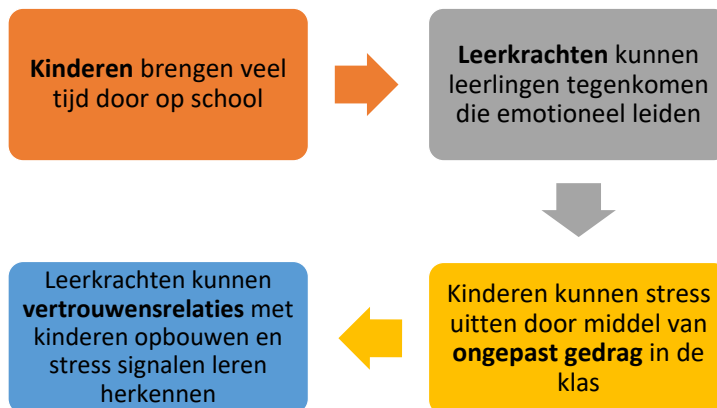 Kinderen brengen veel
tijd door op school
Leerkrachten kunnen
leerlingen tegenkomen
die emotioneel leiden
Kinderen kunnen stress
uitten door middel van
ongepast gedrag in de
klas
Leerkrachten kunnen
vertrouwensrelaties met
kinderen opbouwen en
stress signalen leren
herkennen